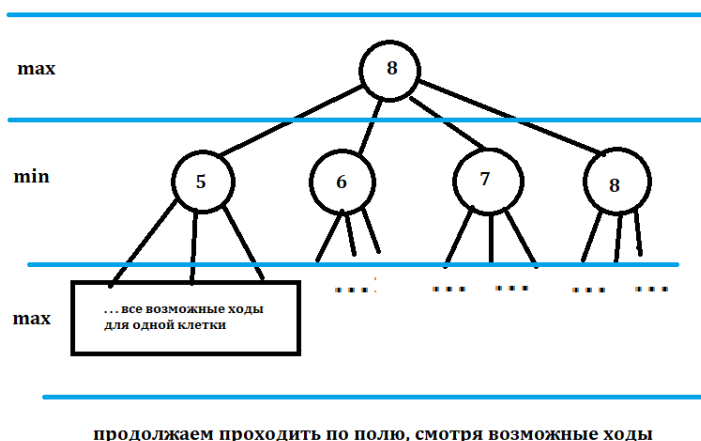 max
8
min
5
6
7
8
max
...все возможные ходы
для одной клетки
....
...
...
...
...
продолжаем проходить по полю, смотря возможные ходы